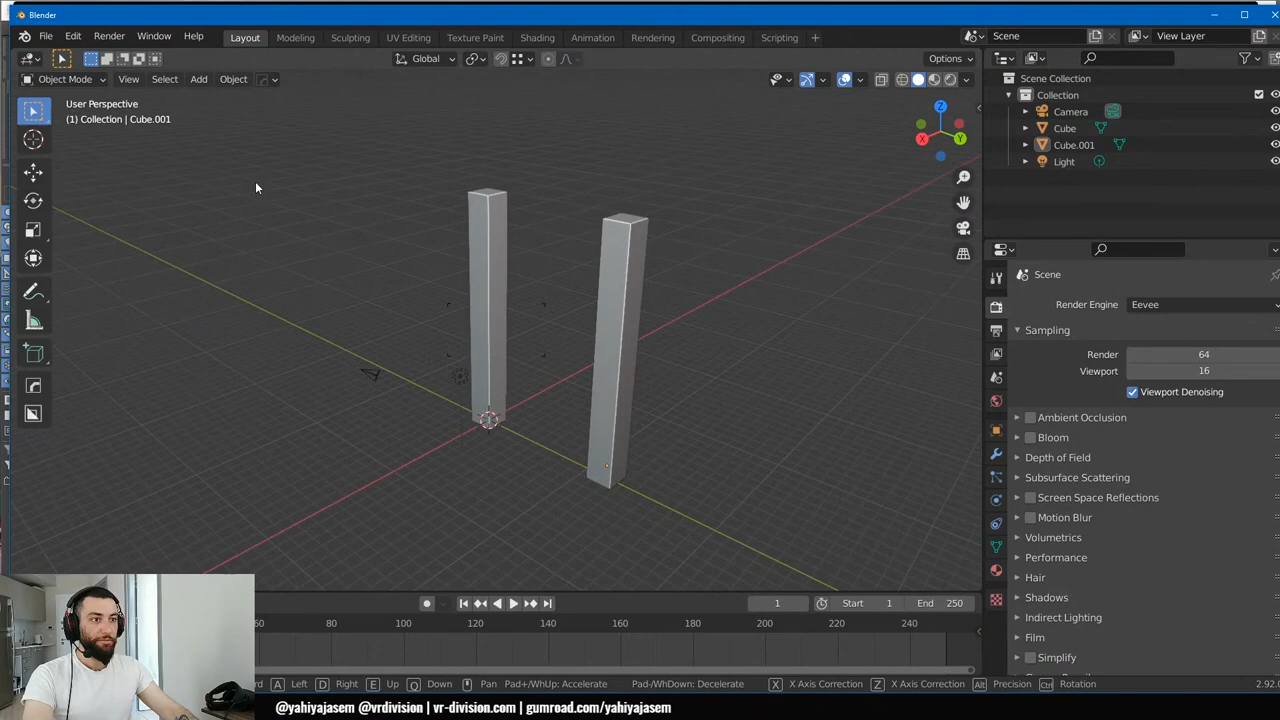 Blender
File Edit Render Window Help Layout Modeling Sculpting UV Editing Texture Paint Shading Animation Rendering Compositing Scripting + Scene View Layer
Global Options
Object Mode View Select Add Object
User Perspective
(1) Collection | Cube.001
Z
X Y
Scene Collection
Collection
Camera
Cube
Cube.001
Light
Scene
Render Engine Eevee
Sampling
Render 64
Viewport 16
Viewport Denoising
Ambient Occlusion
Bloom
Depth of Field
Subsurface Scattering
Screen Space Reflections
Motion Blur
Volumetrics
Performance
Hair
Shadows
Indirect Lighting
Film
Simplify
1 Start 1 End 250
60 80 100 120 140 160 180 200 220 240
A Left D Right E Up Q Down Pan Pad+/WhUp: Accelerate Pad-/WhDown: Decelerate X X Axis Correction Z X Axis Correction Alt Precision Ctrl Rotation 2.92.0
@yahiyajasem @vrdivision | vr-division.com | gumroad.com/yahiyajasem